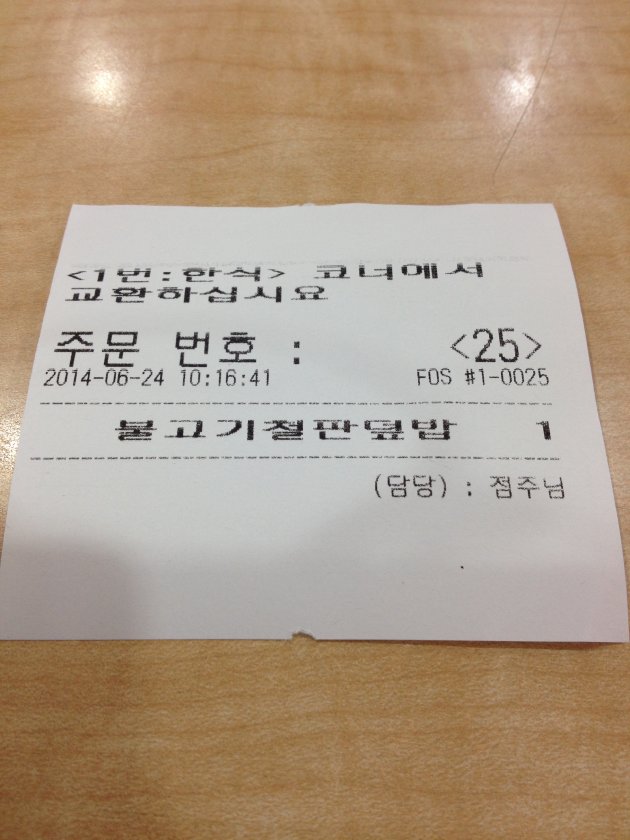 <1번:한식> 코너에서
교환하십시요
주문 번호 : <25>
2014-06-24 10:16:41 FOS #1-0025
불고기철판덮밥 1
(담당) : 점주님